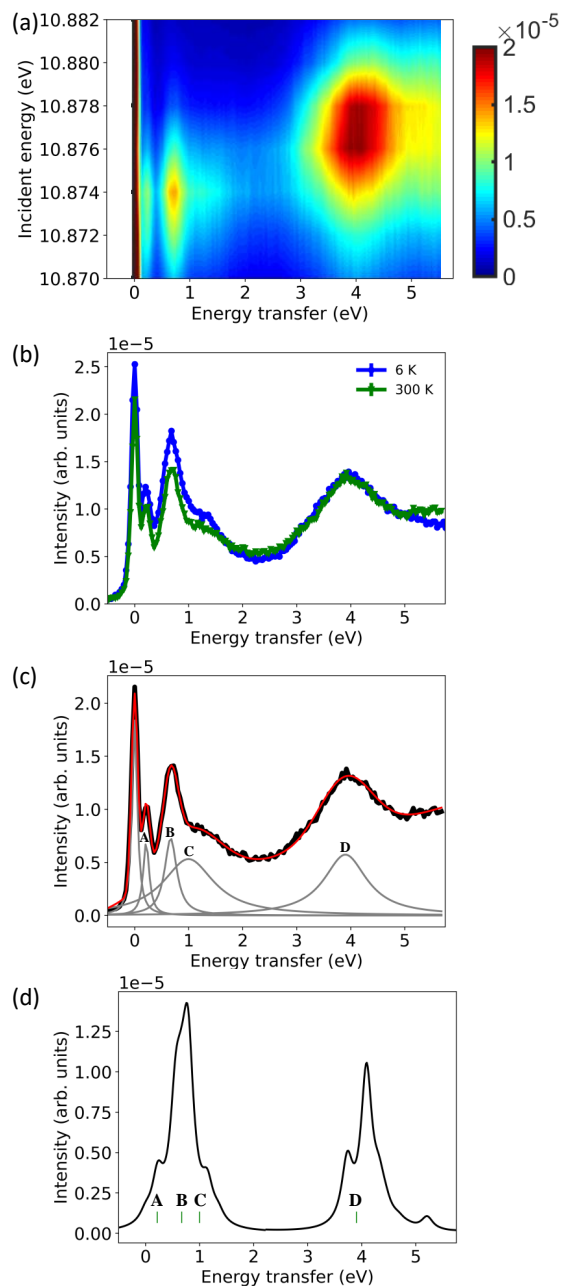 (a)
×10⁻⁵
Incident energy (eV)
10.882
10.880
10.878
10.876
10.874
10.872
10.870
0 1 2 3 4 5
Energy transfer (eV)
2
1.5
1
0.5
0
(b)
1e-5
Intensity (arb. units)
2.5
2.0
1.5
1.0
0.5
0.0
6 K
300 K
0 1 2 3 4 5
Energy transfer (eV)
(c)
1e-5
Intensity (arb. units)
2.0
1.5
1.0
0.5
0.0
A B C D
0 1 2 3 4 5
Energy transfer (eV)
(d)
1e-5
Intensity (arb. units)
1.25
1.00
0.75
0.50
0.25
0.00
A B C D
0 1 2 3 4 5
Energy transfer (eV)